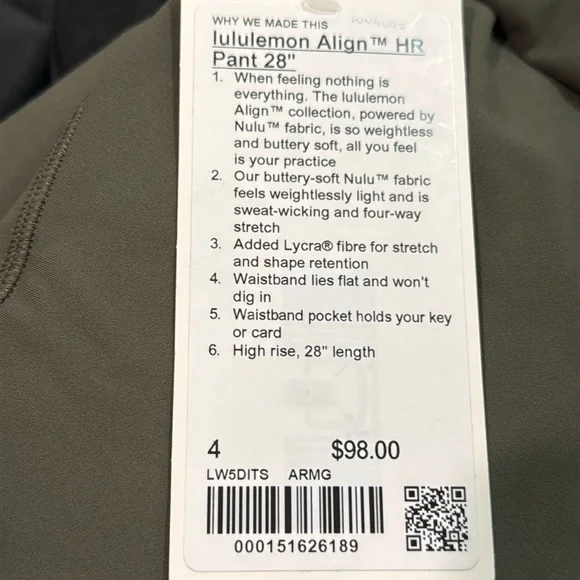 WHY WE MADE THIS
lululemon Align™ HR
Pant 28"
1. When feeling nothing is
everything. The lululemon
Align™ collection, powered by
Nulu™ fabric, is so weightless
and buttery soft, all you feel
is your practice
2. Our buttery-soft Nulu™ fabric
feels weightlessly light and is
sweat-wicking and four-way
stretch
3. Added Lycra® fibre for stretch
and shape retention
4. Waistband lies flat and won't
dig in
5. Waistband pocket holds your key
or card
6. High rise, 28" length
4 $98.00
LW5DITS ARMG
000151626189